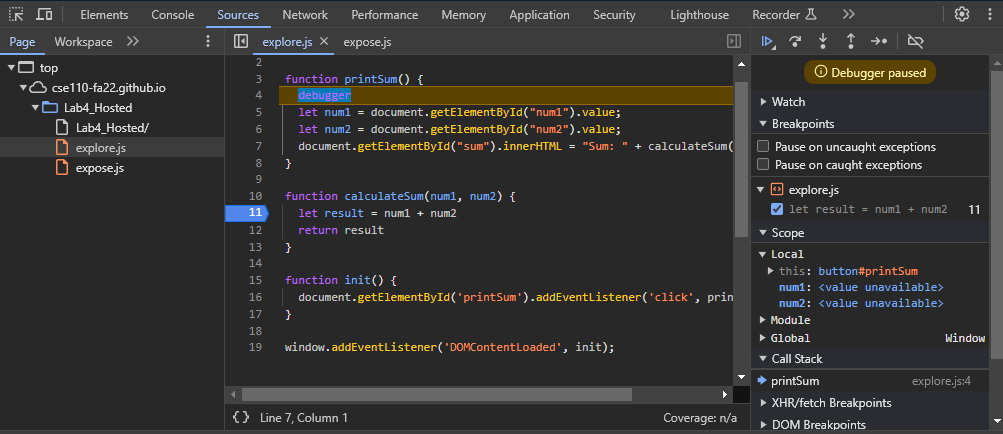 Elements Console Sources Network Performance Memory Application Security Lighthouse Recorder
Page Workspace
explore.js expose.js
top
cse110-fa22.github.io
Lab4_Hosted
Lab4_Hosted/
explore.js
expose.js
2
3 function printSum() {
4 debugger
5 let num1 = document.getElementById("num1").value;
6 let num2 = document.getElementById("num2").value;
7 document.getElementById("sum").innerHTML = "Sum: " + calculateSum(
8 }
9
10 function calculateSum(num1, num2) {
11 let result = num1 + num2
12 return result
13 }
14
15 function init() {
16 document.getElementById('printSum').addEventListener('click', prin
17 }
18
19 window.addEventListener('DOMContentLoaded', init);
{} Line 7, Column 1 Coverage: n/a
Debugger paused
Watch
Breakpoints
Pause on uncaught exceptions
Pause on caught exceptions
explore.js
let result = num1 + num2 11
Scope
Local
this: button#printSum
num1: <value unavailable>
num2: <value unavailable>
Module
Global Window
Call Stack
printSum explore.js:4
XHR/fetch Breakpoints
DOM Breakpoints